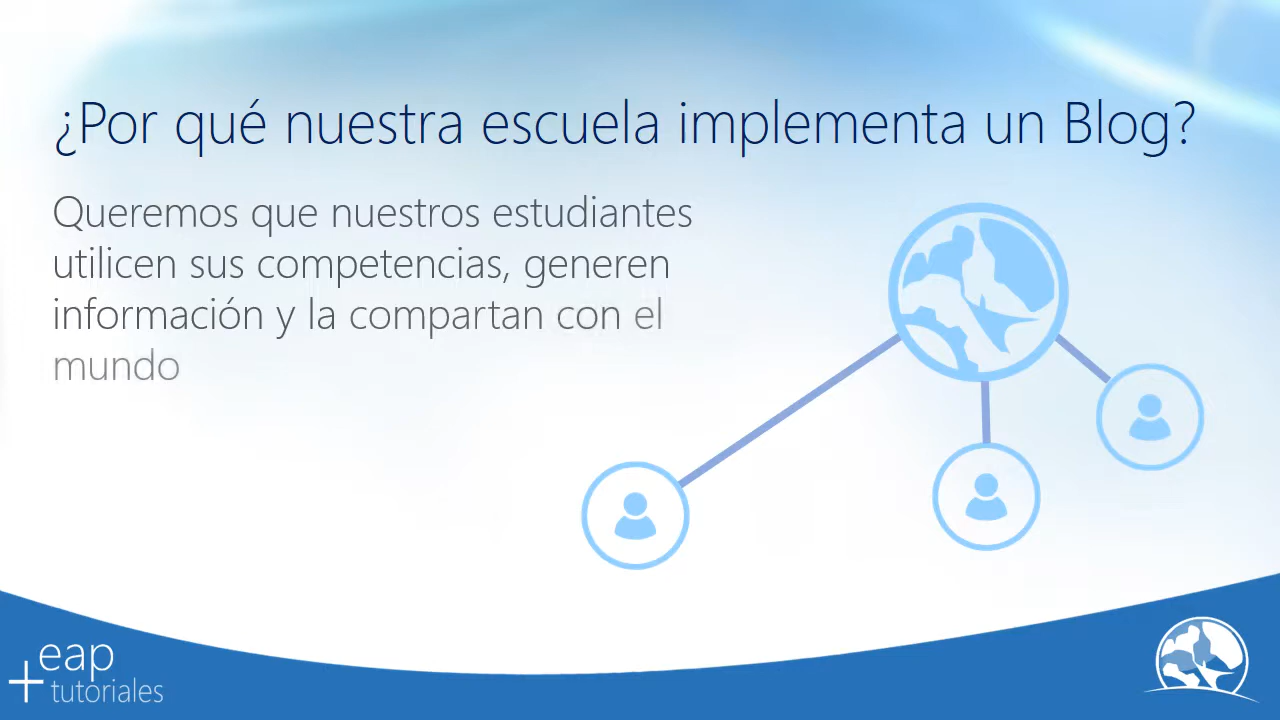 ¿Por qué nuestra escuela implementa un Blog?
Queremos que nuestros estudiantes
utilicen sus competencias, generen
información y la compartan con el
mundo
+eap
tutoriales